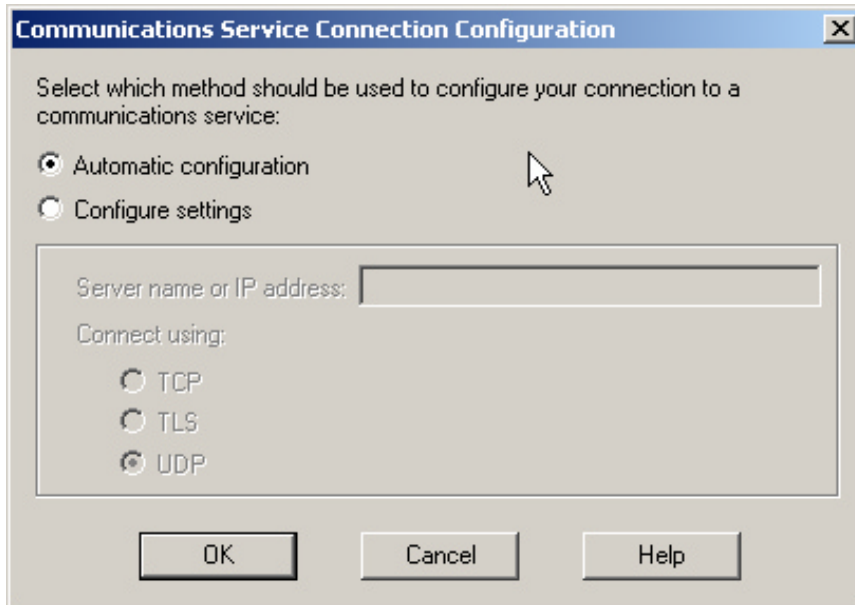 Communications Service Connection Configuration
Select which method should be used to configure your connection to a
communications service:
Automatic configuration
Configure settings
Server name or IP address:
Connect using:
TCP
TLS
UDP
OK Cancel Help